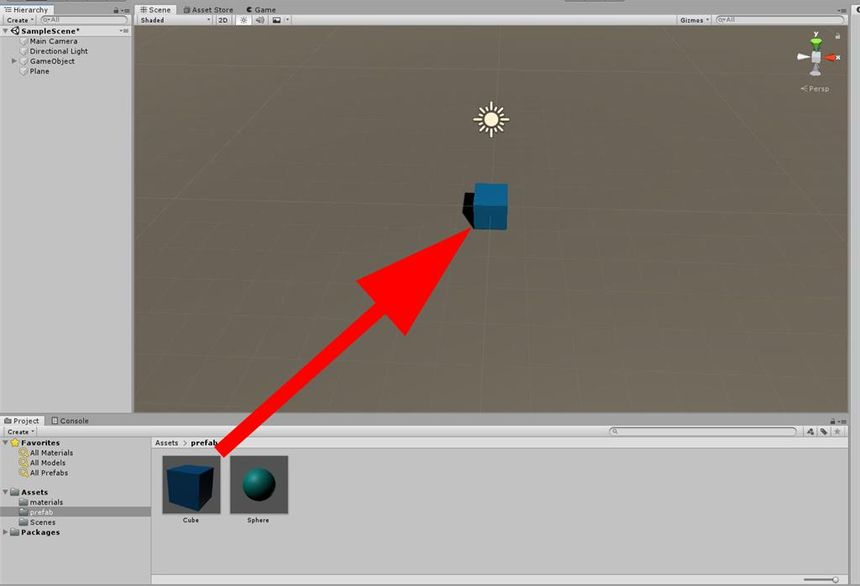 Hierarchy
Create
All
SampleScene*
Main Camera
Directional Light
GameObject
Plane
Scene
Asset Store
Game
Shaded
2D
Gizmos
All
y
x
Persp
Project
Console
Create
Favorites
All Materials
All Models
All Prefabs
Assets
materials
prefab
Scenes
Packages
Assets > prefab
Cube
Sphere